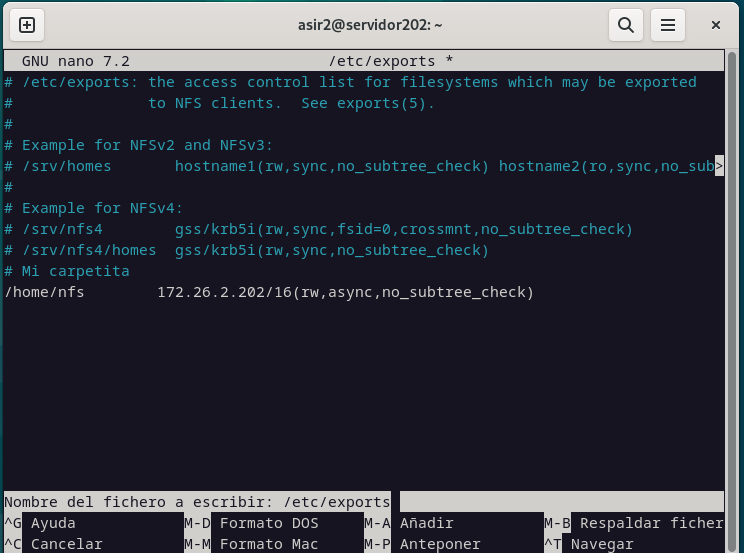 asir2@servidor202: ~
GNU nano 7.2 /etc/exports *
# /etc/exports: the access control list for filesystems which may be exported
#               to NFS clients.  See exports(5).
#
# Example for NFSv2 and NFSv3:
# /srv/homes       hostname1(rw,sync,no_subtree_check) hostname2(ro,sync,no_sub>
#
# Example for NFSv4:
# /srv/nfs4        gss/krb5i(rw,sync,fsid=0,crossmnt,no_subtree_check)
# /srv/nfs4/homes  gss/krb5i(rw,sync,no_subtree_check)
# Mi carpetita
/home/nfs        172.26.2.202/16(rw,async,no_subtree_check)
Nombre del fichero a escribir: /etc/exports
^G Ayuda M-D Formato DOS M-A Añadir M-B Respaldar ficher
^C Cancelar M-M Formato Mac M-P Anteponer ^T Navegar